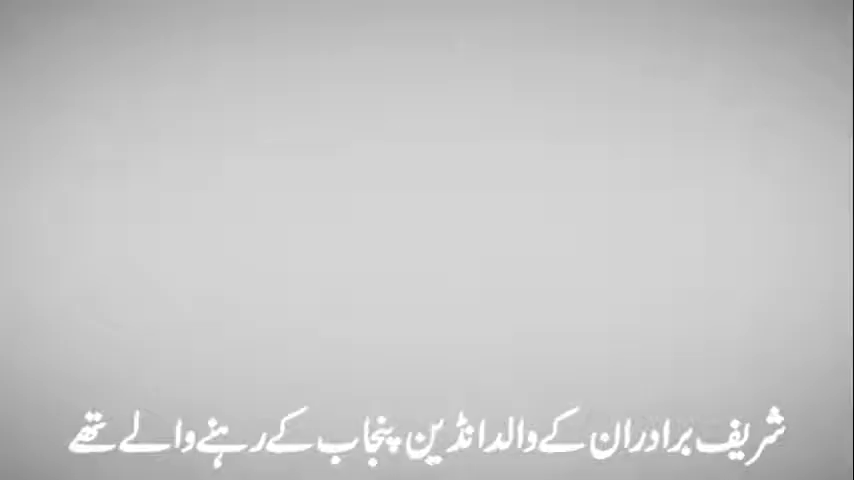 شریف برادران کے والد انڈین پنجاب کے رہنے والے تھے